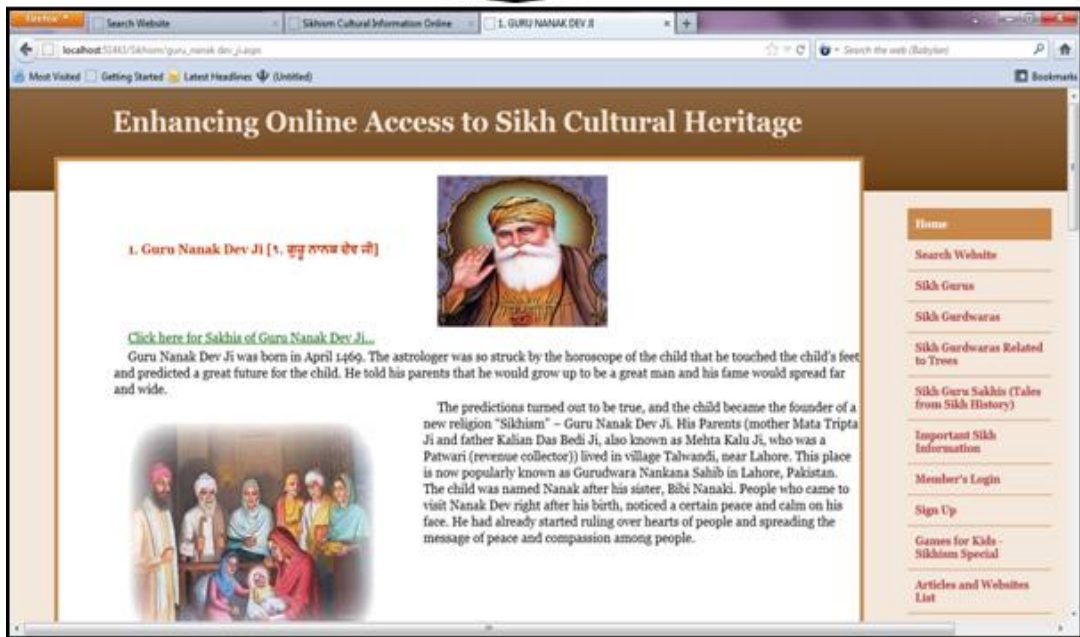 Firefox
Search Website
Sikhism Cultural Information Online
1. GURU NANAK DEV JI
localhost:51443/Sikhism/guru_nanak dev_ji.aspx
Search the web (Babylon)
Most Visited
Getting Started
Latest Headlines
(Untitled)
Bookmarks
Enhancing Online Access to Sikh Cultural Heritage
1. Guru Nanak Dev Ji [੧. ਗੁਰੂ ਨਾਨਕ ਦੇਵ ਜੀ]
Click here for Sakhis of Guru Nanak Dev Ji...
Guru Nanak Dev Ji was born in April 1469. The astrologer was so struck by the horoscope of the child that he touched the child's feet
and predicted a great future for the child. He told his parents that he would grow up to be a great man and his fame would spread far
and wide.
The predictions turned out to be true, and the child became the founder of a
new religion "Sikhism" – Guru Nanak Dev Ji. His Parents (mother Mata Tripta
Ji and father Kalian Das Bedi Ji, also known as Mehta Kalu Ji, who was a
Patwari (revenue collector)) lived in village Talwandi, near Lahore. This place
is now popularly known as Gurudwara Nankana Sahib in Lahore, Pakistan.
The child was named Nanak after his sister, Bibi Nanaki. People who came to
visit Nanak Dev right after his birth, noticed a certain peace and calm on his
face. He had already started ruling over hearts of people and spreading the
message of peace and compassion among people.
Home
Search Website
Sikh Gurus
Sikh Gurdwaras
Sikh Gurdwaras Related
to Trees
Sikh Guru Sakhis (Tales
from Sikh History)
Important Sikh
Information
Member's Login
Sign Up
Games for Kids -
Sikhism Special
Articles and Websites
List